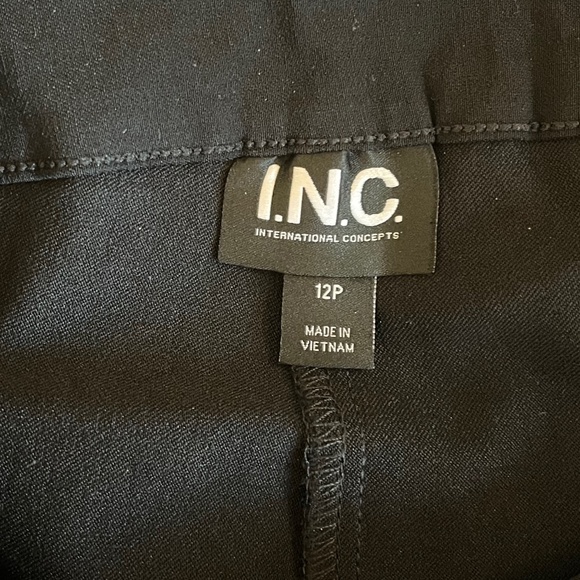 I.N.C.
INTERNATIONAL CONCEPTS
12P
MADE IN
VIETNAM